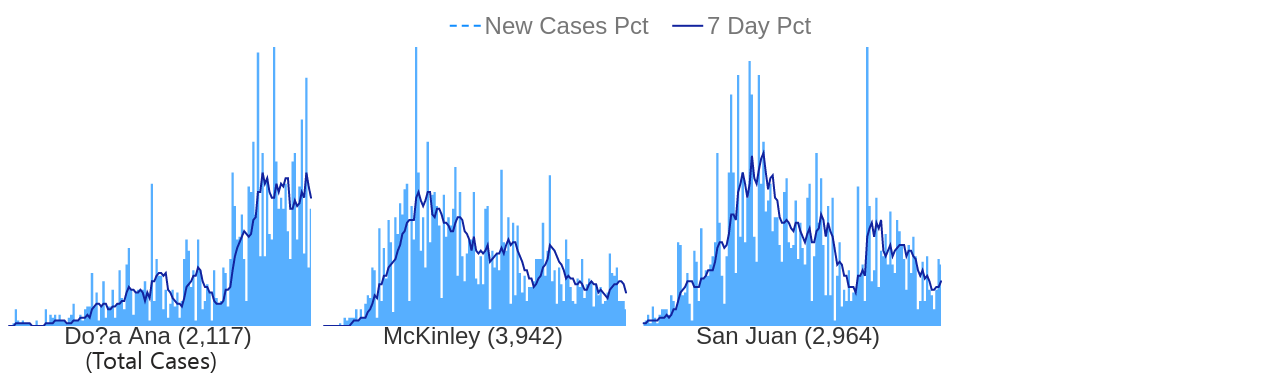 New Cases Pct 7 Day Pct
Do?a Ana (2,117) McKinley (3,942) San Juan (2,964)
(Total Cases)